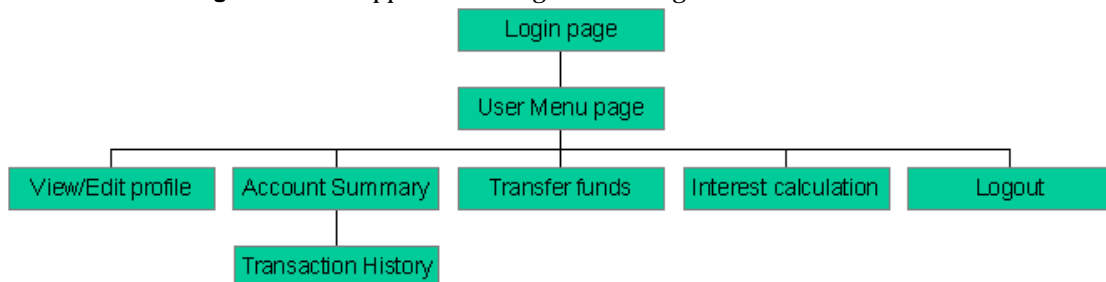 Login page
User Menu page
View/Edit profile
Account Summary
Transfer funds
Interest calculation
Logout
Transaction History